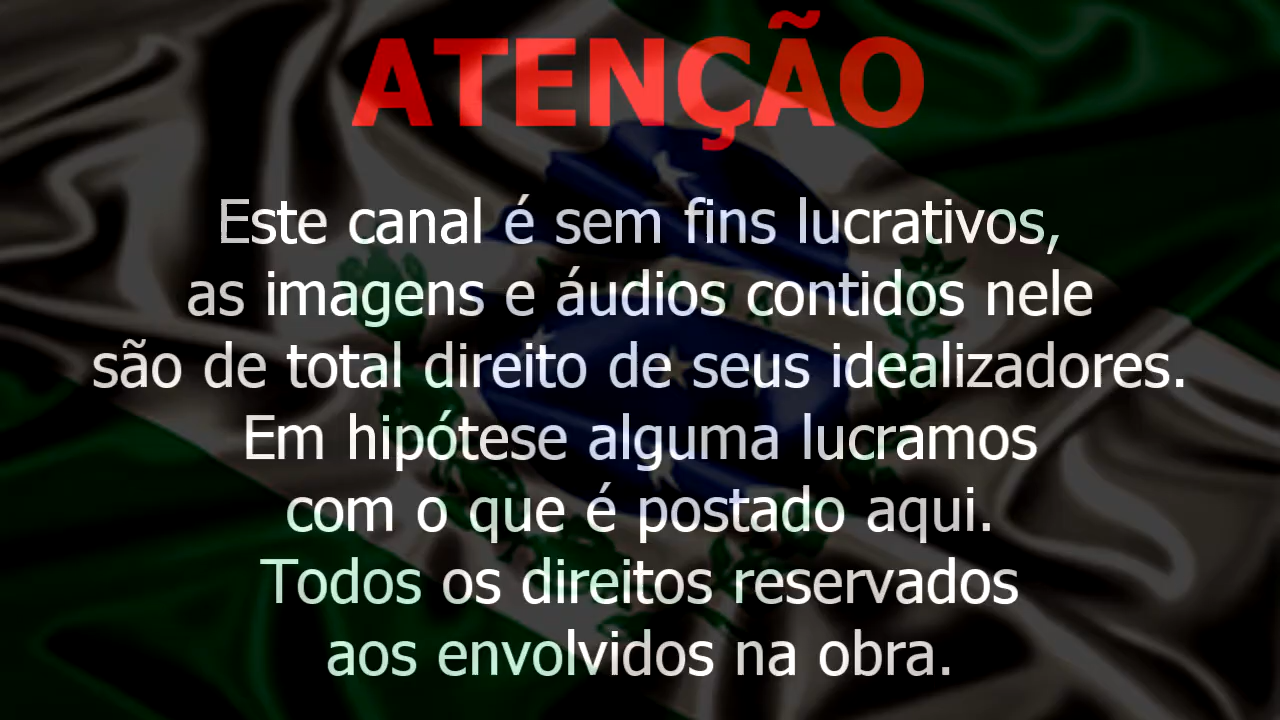 ATENÇÃO
Este canal é sem fins lucrativos,
as imagens e áudios contidos nele
são de total direito de seus idealizadores.
Em hipótese alguma lucramos
com o que é postado aqui.
Todos os direitos reservados
aos envolvidos na obra.